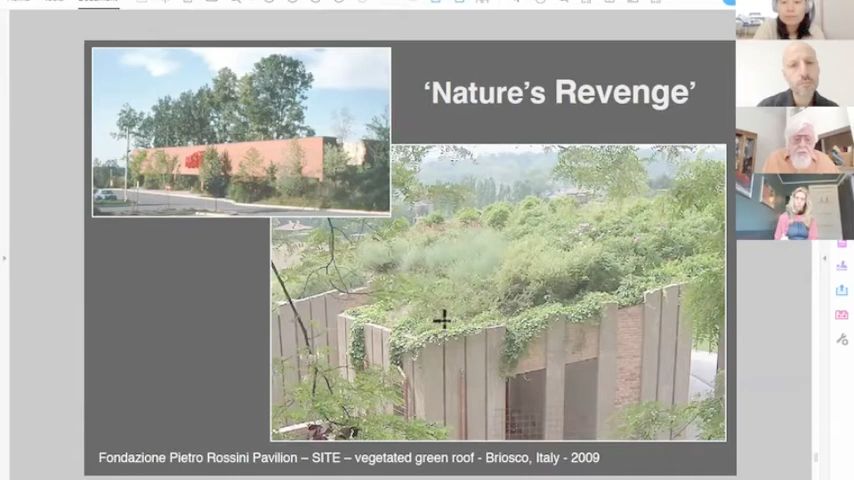 ‘Nature’s Revenge’
Fondazione Pietro Rossini Pavilion – SITE – vegetated green roof - Briosco, Italy - 2009